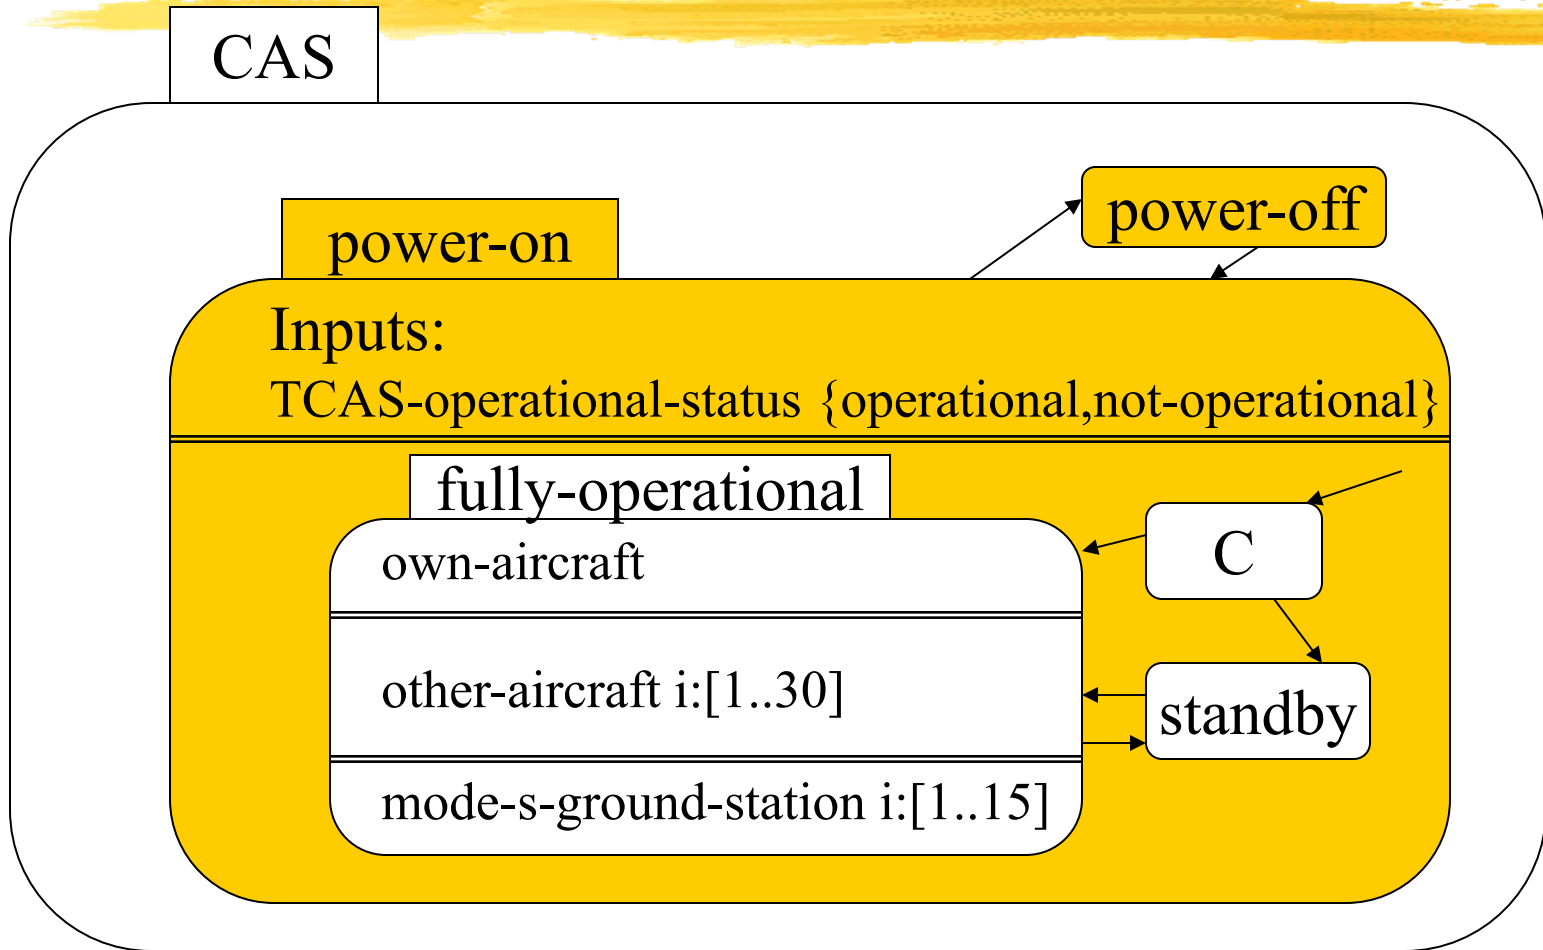 CAS
power-off
power-on
Inputs:
TCAS-operational-status {operational,not-operational}
fully-operational
own-aircraft
C
other-aircraft i:[1..30]
standby
mode-s-ground-station i:[1..15]